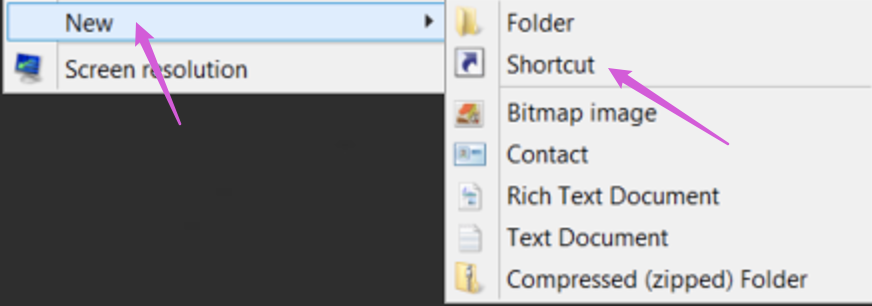 New
Screen resolution
Folder
Shortcut
Bitmap image
Contact
Rich Text Document
Text Document
Compressed (zipped) Folder